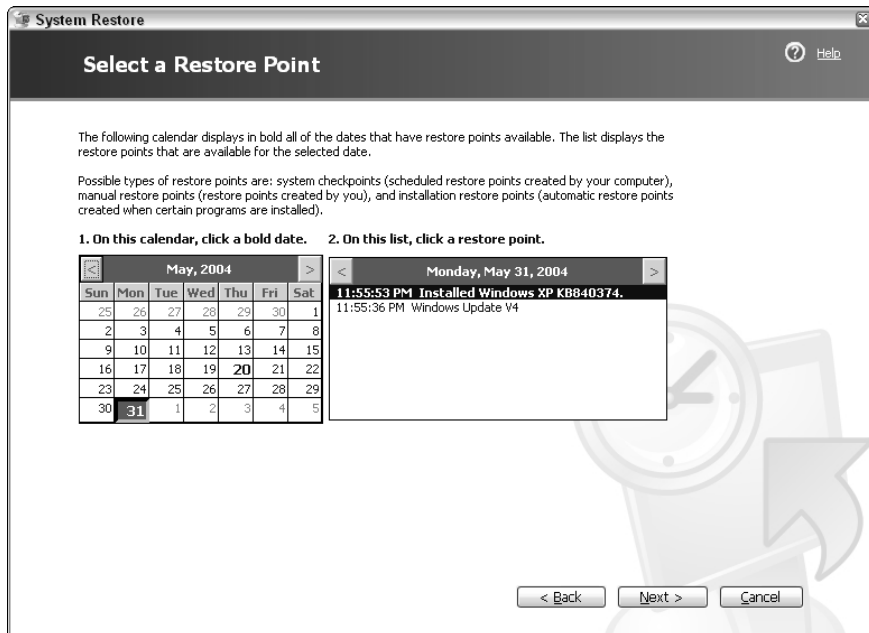 System Restore
Select a Restore Point
Help
The following calendar displays in bold all of the dates that have restore points available. The list displays the
restore points that are available for the selected date.
Possible types of restore points are: system checkpoints (scheduled restore points created by your computer),
manual restore points (restore points created by you), and installation restore points (automatic restore points
created when certain programs are installed).
1. On this calendar, click a bold date.
2. On this list, click a restore point.
< May, 2004 >
Sun Mon Tue Wed Thu Fri Sat
25 26 27 28 29 30 1
2 3 4 5 6 7 8
9 10 11 12 13 14 15
16 17 18 19 20 21 22
23 24 25 26 27 28 29
30 31 1 2 3 4 5
< Monday, May 31, 2004 >
11:55:53 PM Installed Windows XP KB840374.
11:55:36 PM Windows Update V4
< Back
Next >
Cancel